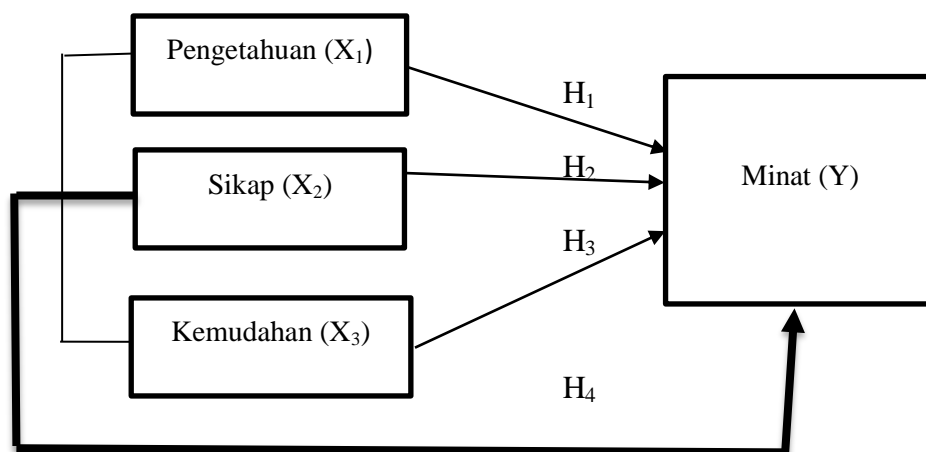 Pengetahuan (X₁)
H₁
Sikap (X₂)
H₂
Minat (Y)
H₃
Kemudahan (X₃)
H₄